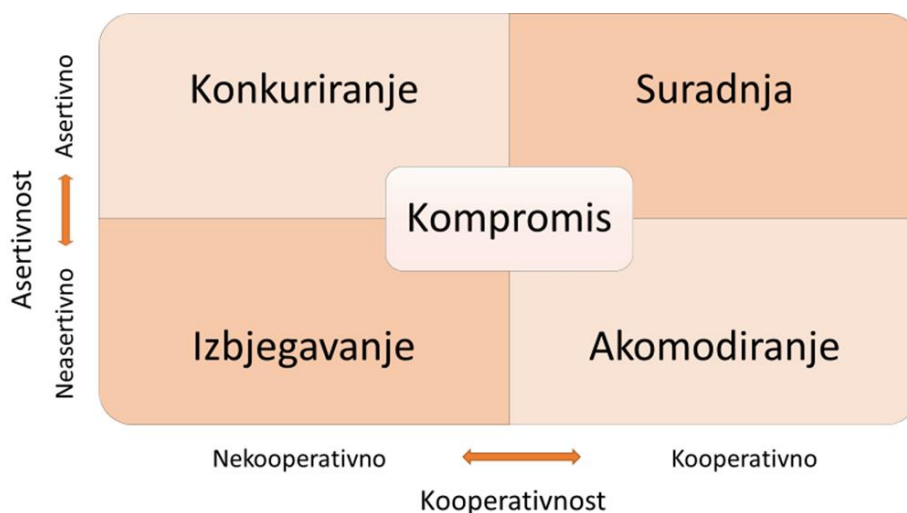 Asertivnost
Asertivno
Neasertivno
Konkuriranje
Suradnja
Kompromis
Izbjegavanje
Akomodiranje
Nekooperativno
Kooperativno
Kooperativnost